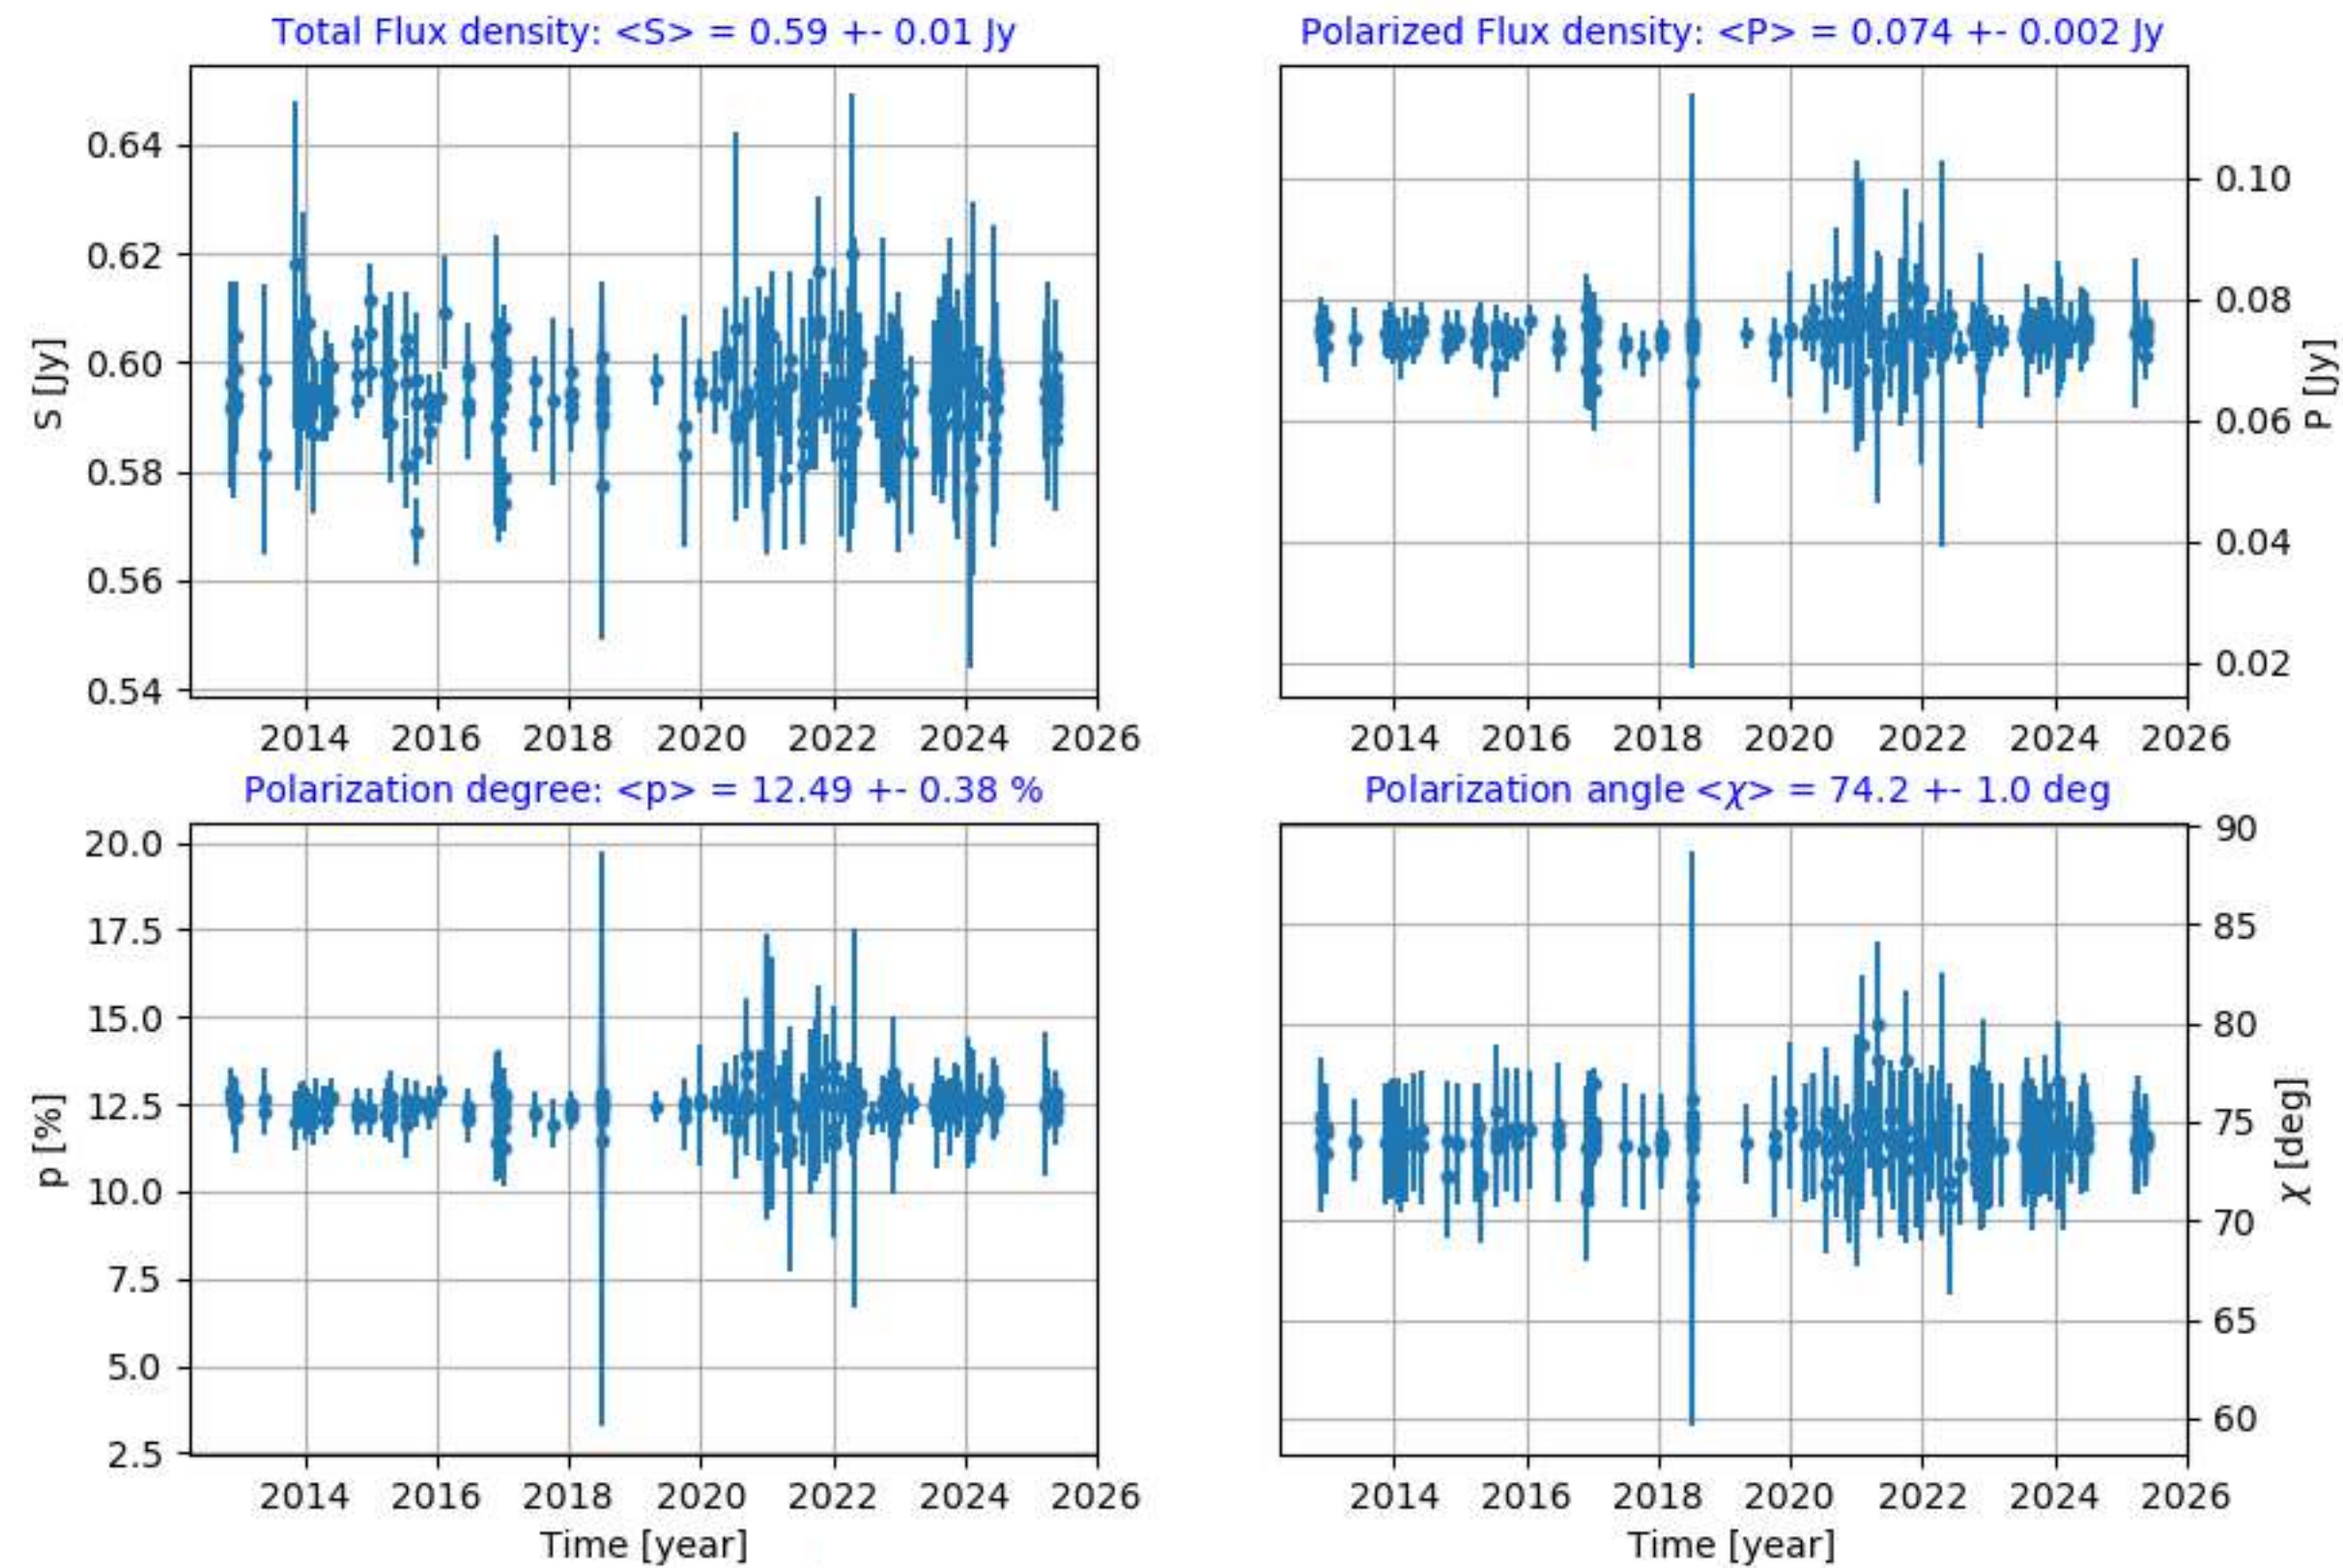 Total Flux density: <S> = 0.59 +- 0.01 Jy
Polarized Flux density: <P> = 0.074 +- 0.002 Jy
S [Jy]
0.64
0.62
0.60
0.58
0.56
0.54
2014 2016 2018 2020 2022 2024 2026
0.10
0.08
0.06
0.04
0.02
P [Jy]
2014 2016 2018 2020 2022 2024 2026
Polarization degree: <p> = 12.49 +- 0.38 %
Polarization angle <χ> = 74.2 +- 1.0 deg
p [%]
20.0
17.5
15.0
12.5
10.0
7.5
5.0
2.5
2014 2016 2018 2020 2022 2024 2026
Time [year]
90
85
80
75
70
65
60
χ [deg]
2014 2016 2018 2020 2022 2024 2026
Time [year]